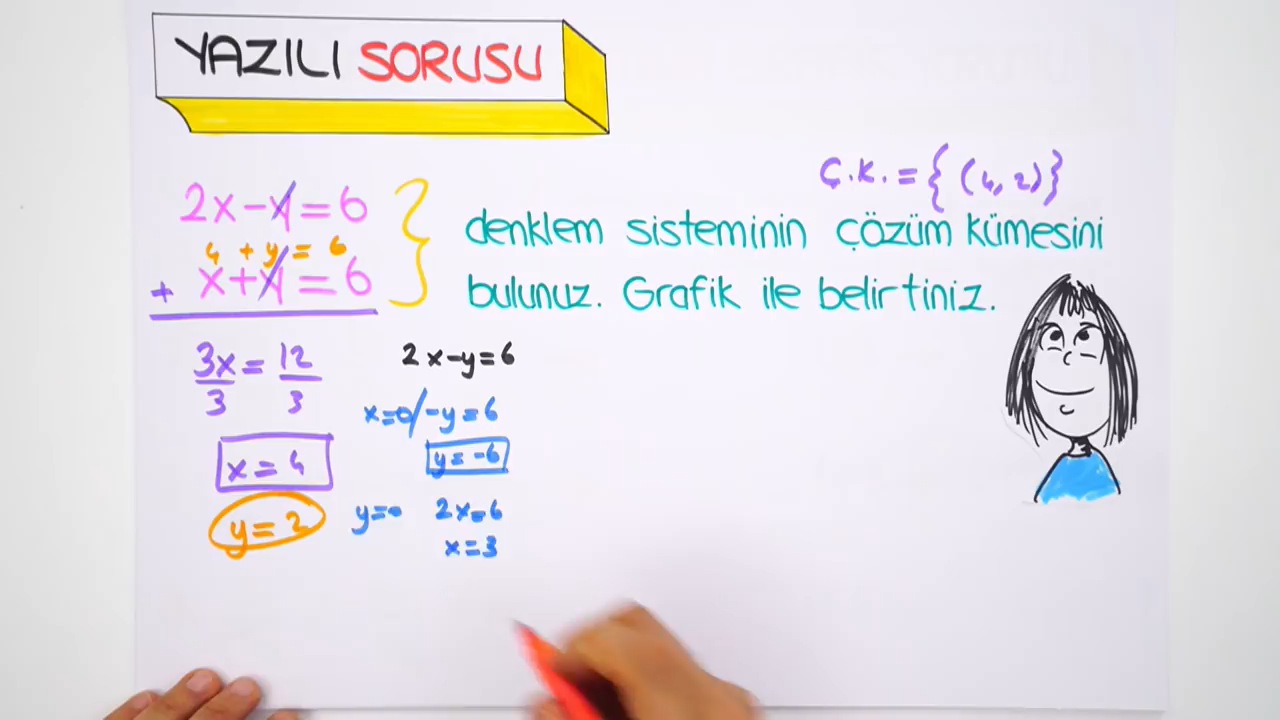 YAZILI SORUSU
Ç.K. = { (4, 2) }
2x - y = 6
4 + y = 6
+ x + y = 6
denklem sisteminin çözüm kümesini
bulunuz. Grafik ile belirtiniz.
3x/3 = 12/3
x = 4
y = 2
2x - y = 6
x = 0 / - y = 6
y = -6
y = 0 2x = 6
x = 3